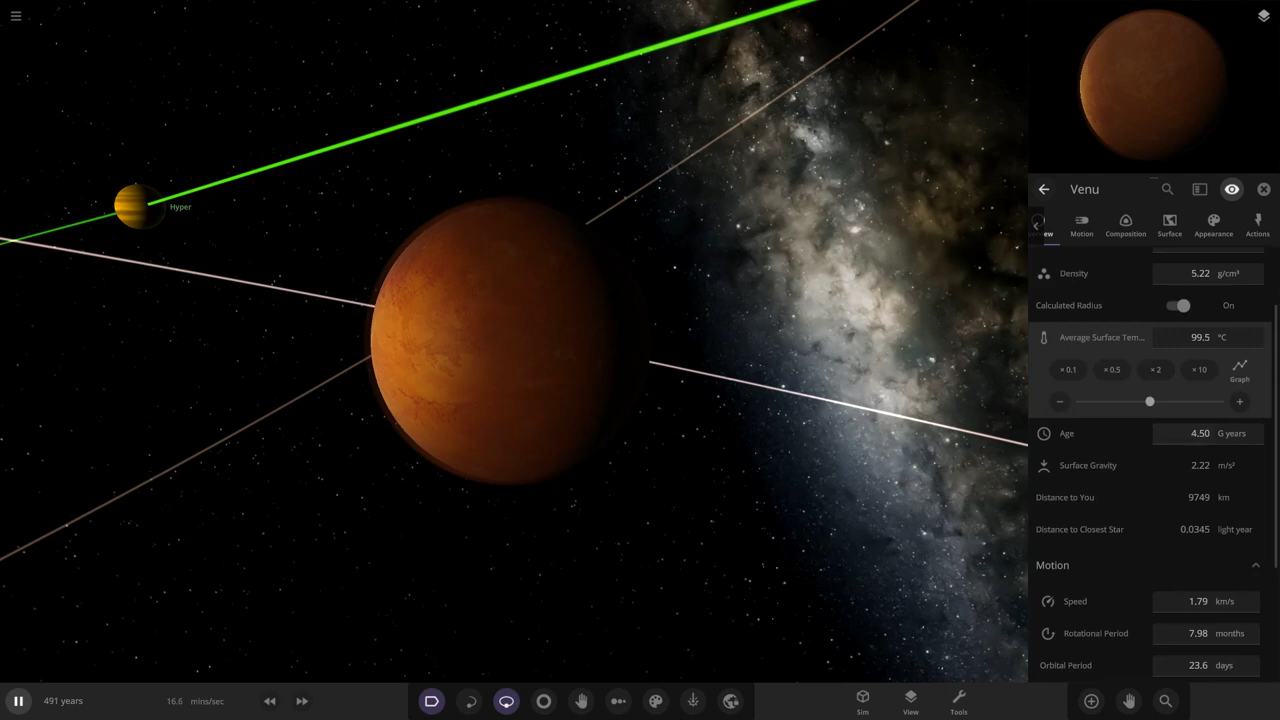 Hyper
Venu
ew
Motion
Composition
Surface
Appearance
Actions
Density 5.22 g/cm³
Calculated Radius On
Average Surface Tem... 99.5 °C
×0.1 ×0.5 ×2 ×10 Graph
Age 4.50 G years
Surface Gravity 2.22 m/s²
Distance to You 9749 km
Distance to Closest Star 0.0345 light year
Motion
Speed 1.79 km/s
Rotational Period 7.98 months
Orbital Period 23.6 days
491 years 16.6 mins/sec
Sim View Tools